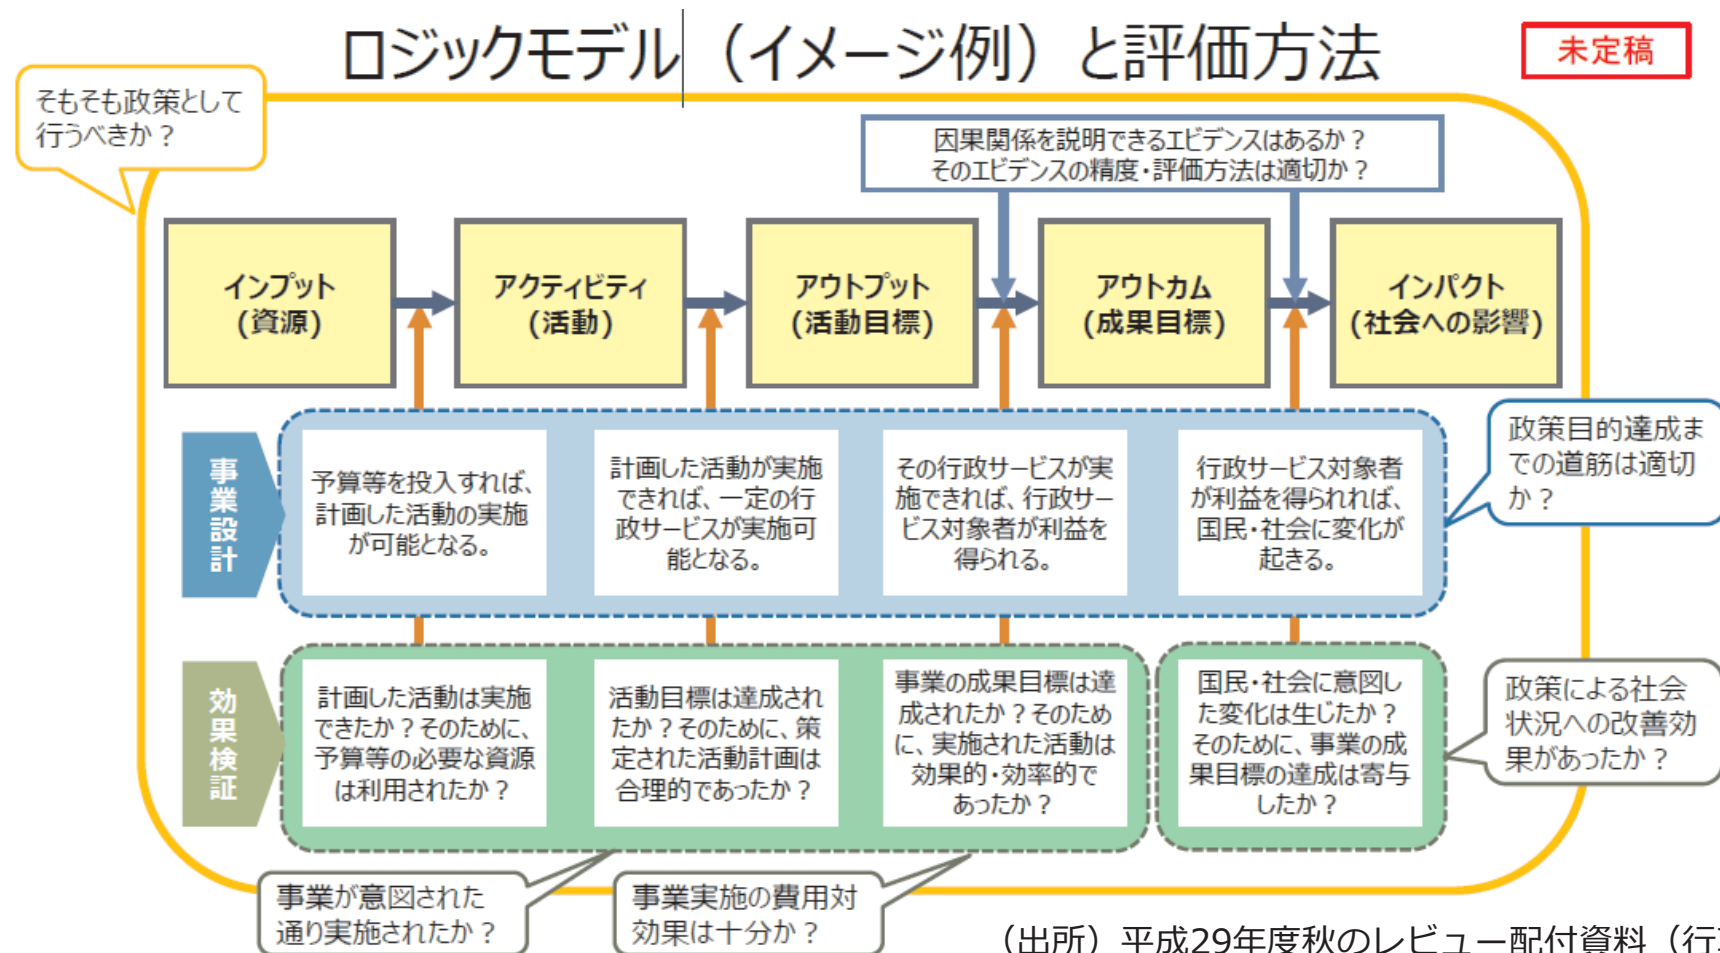 ロジックモデル（イメージ例）と評価方法
未定稿
そもそも政策として
行うべきか？
因果関係を説明できるエビデンスはあるか？
そのエビデンスの精度・評価方法は適切か？
インプット
(資源)
アクティビティ
(活動)
アウトプット
(活動目標)
アウトカム
(成果目標)
インパクト
(社会への影響)
事業設計
予算等を投入すれば、
計画した活動の実施
が可能となる。
計画した活動が実施
できれば、一定の行
政サービスが実施可
能となる。
その行政サービスが実
施できれば、行政サー
ビス対象者が利益を
得られる。
行政サービス対象者
が利益を得られれば、
国民・社会に変化が
起きる。
政策目的達成ま
での道筋は適切
か？
効果検証
計画した活動は実施
できたか？そのために、
予算等の必要な資源
は利用されたか？
活動目標は達成され
たか？そのために、策
定された活動計画は
合理的であったか？
事業の成果目標は達
成されたか？そのため
に、実施された活動は
効果的・効率的で
あったか？
国民・社会に意図し
た変化は生じたか？
そのために、事業の成
果目標の達成は寄与
したか？
政策による社会
状況への改善効
果があったか？
事業が意図された
通り実施されたか？
事業実施の費用対
効果は十分か？
（出所）平成29年度秋のレビュー配付資料（行